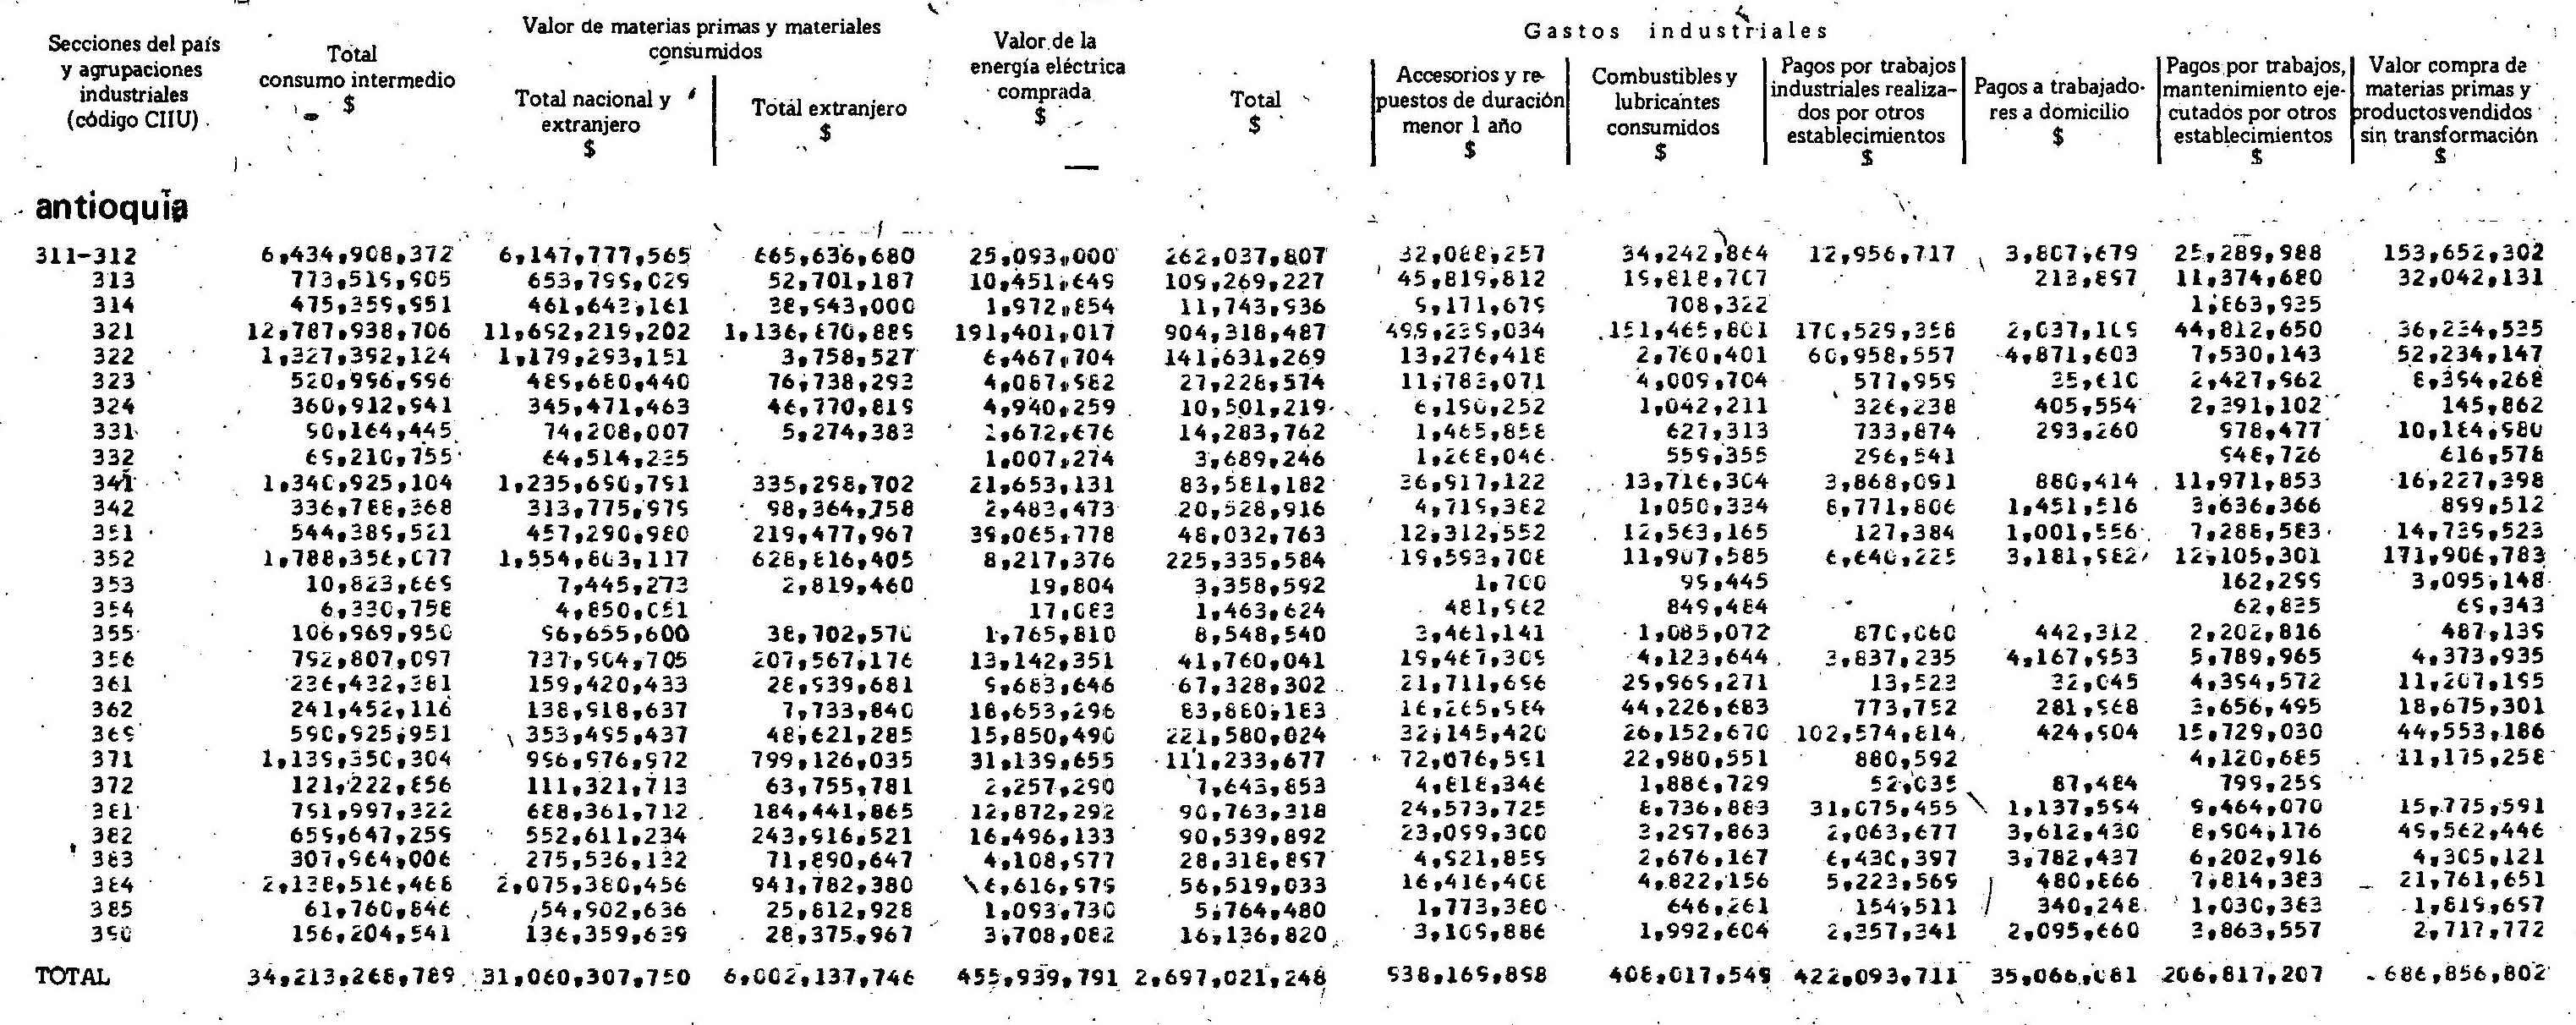 Gastos industriales
Valor de materias primas y materiales consumidos
Secciones del país y agrupaciones industriales (código CIIU)
Total consumo intermedio $
Total nacional y extranjero $
Total extranjero $
Valor de la energía eléctrica comprada $
Total $
Accesorios y repuestos de duración menor 1 año $
Combustibles y lubricantes consumidos $
Pagos por trabajos industriales realizados por otros establecimientos $
Pagos a trabajadores a domicilio $
Pagos por trabajos, mantenimiento ejecutados por otros establecimientos $
Valor compra de materias primas y productos vendidos sin transformación $
antioquia
311-312 6,434,908,372 6,147,777,565 665,636,680 25,093,000 262,037,807 32,088,257 34,242,864 12,956,717 3,807,679 25,289,988 153,652,302
313 773,519,905 653,799,029 52,701,187 10,451,649 109,269,227 45,819,812 19,818,707 213,897 11,374,680 32,042,131
314 475,359,951 461,643,161 38,943,000 1,972,854 11,743,936 9,171,679 708,322 1,863,935
321 12,787,938,706 11,692,219,202 1,136,870,889 191,401,017 904,318,487 499,239,034 151,465,801 170,529,358 2,037,109 44,812,650 36,234,535
322 1,327,392,124 1,179,293,151 3,758,527 6,467,704 141,631,269 13,276,418 2,760,401 60,958,557 4,871,603 7,530,143 52,234,147
323 520,996,996 489,680,440 76,738,293 4,087,982 27,228,574 11,783,071 4,009,704 577,959 35,610 2,427,962 8,394,268
324 360,912,941 345,471,463 46,770,819 4,940,259 10,501,219 6,190,252 1,042,211 326,238 405,554 2,391,102 145,862
331 90,164,445 74,208,007 5,274,383 1,672,676 14,283,762 1,465,858 627,313 733,874 293,260 978,477 10,184,980
332 69,210,755 64,514,235 1,007,274 3,689,246 1,268,046 559,355 296,541 948,726 616,578
341 1,340,925,104 1,235,690,791 335,298,702 21,653,131 83,581,182 36,917,122 13,716,304 3,868,091 880,414 11,971,853 16,227,398
342 336,788,368 313,775,979 98,364,758 2,483,473 20,528,916 4,719,382 1,050,334 8,771,806 1,451,516 3,636,366 899,512
351 544,389,521 457,290,980 219,477,967 39,065,778 48,032,763 12,312,552 12,563,165 127,384 1,001,556 7,288,583 14,739,523
352 1,788,356,077 1,554,803,117 628,816,405 8,217,376 225,335,584 19,593,708 11,907,585 6,640,225 3,181,982 12,105,301 171,906,783
353 10,823,669 7,445,273 2,819,460 19,804 3,358,592 1,700 99,445 162,299 3,095,148
354 6,330,758 4,850,051 17,083 1,463,624 481,962 849,484 62,835 69,343
355 106,969,950 96,655,600 38,702,570 1,765,810 8,548,540 3,461,141 1,085,072 870,060 442,312 2,202,816 487,139
356 792,807,097 737,904,705 207,567,176 13,142,351 41,760,041 19,467,309 4,123,644 3,837,235 4,167,953 5,789,965 4,373,935
361 236,432,381 159,420,433 28,939,681 9,683,646 67,328,302 21,711,696 29,969,271 13,523 32,045 4,394,572 11,207,195
362 241,452,116 138,918,637 7,733,840 18,653,296 83,880,183 16,265,984 44,226,683 773,752 281,968 3,656,495 18,675,301
369 590,925,951 353,495,437 48,621,285 15,850,490 221,580,024 32,145,420 26,152,670 102,574,814 424,904 15,729,030 44,553,186
371 1,139,350,304 996,976,972 799,126,035 31,139,655 111,233,677 72,076,591 22,980,551 880,592 4,120,685 11,175,258
372 121,222,856 111,321,713 63,755,781 2,257,290 7,643,853 4,818,346 1,886,729 52,035 87,484 799,259
381 791,997,322 688,361,712 184,441,865 12,872,292 90,763,318 24,573,725 8,736,883 31,075,455 1,137,594 9,464,070 15,775,591
382 659,647,259 552,611,234 243,916,521 16,496,133 90,539,892 23,099,300 3,297,863 2,063,677 3,612,430 8,904,176 49,562,446
383 307,964,006 275,536,132 71,890,647 4,108,977 28,318,897 4,921,859 2,676,167 6,430,397 3,782,437 6,202,916 4,305,121
384 2,138,516,468 2,075,380,456 941,782,380 6,616,979 56,519,033 16,416,408 4,822,156 5,223,569 480,866 7,814,383 21,761,651
385 61,760,846 54,902,636 25,812,928 1,093,730 5,764,480 1,773,380 646,261 154,511 340,248 1,030,383 1,819,697
390 156,204,541 136,359,639 28,375,967 3,708,082 16,136,820 3,109,886 1,992,604 2,357,341 2,095,660 3,863,557 2,717,772
TOTAL 34,213,268,789 31,060,307,750 6,002,137,746 455,939,791 2,697,021,248 938,169,898 408,017,549 422,093,711 35,066,081 206,817,207 686,856,802